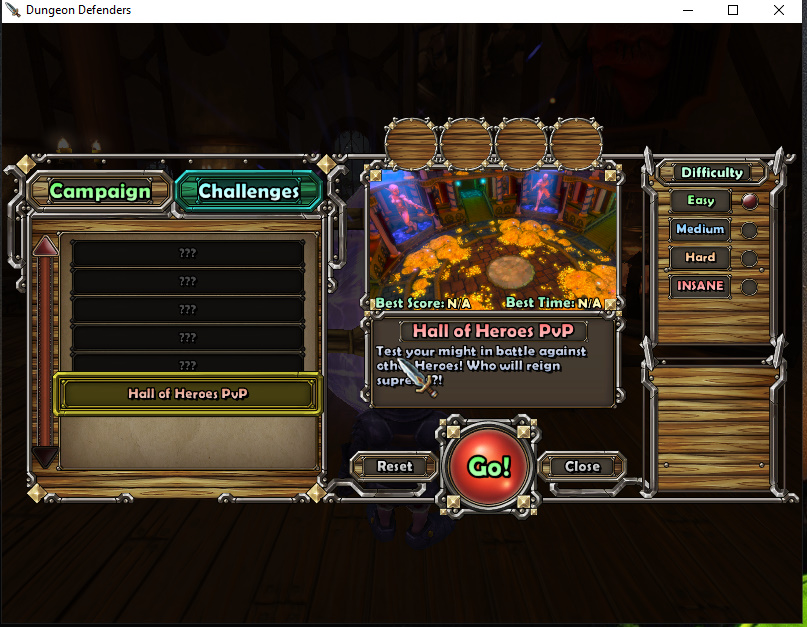 Dungeon Defenders
Campaign
Challenges
???
???
???
???
???
Hall of Heroes PvP
Best Score: N/A
Best Time: N/A
Hall of Heroes PvP
Test your might in battle against
other Heroes! Who will reign
supreme?!
Reset
Go!
Close
Difficulty
Easy
Medium
Hard
INSANE